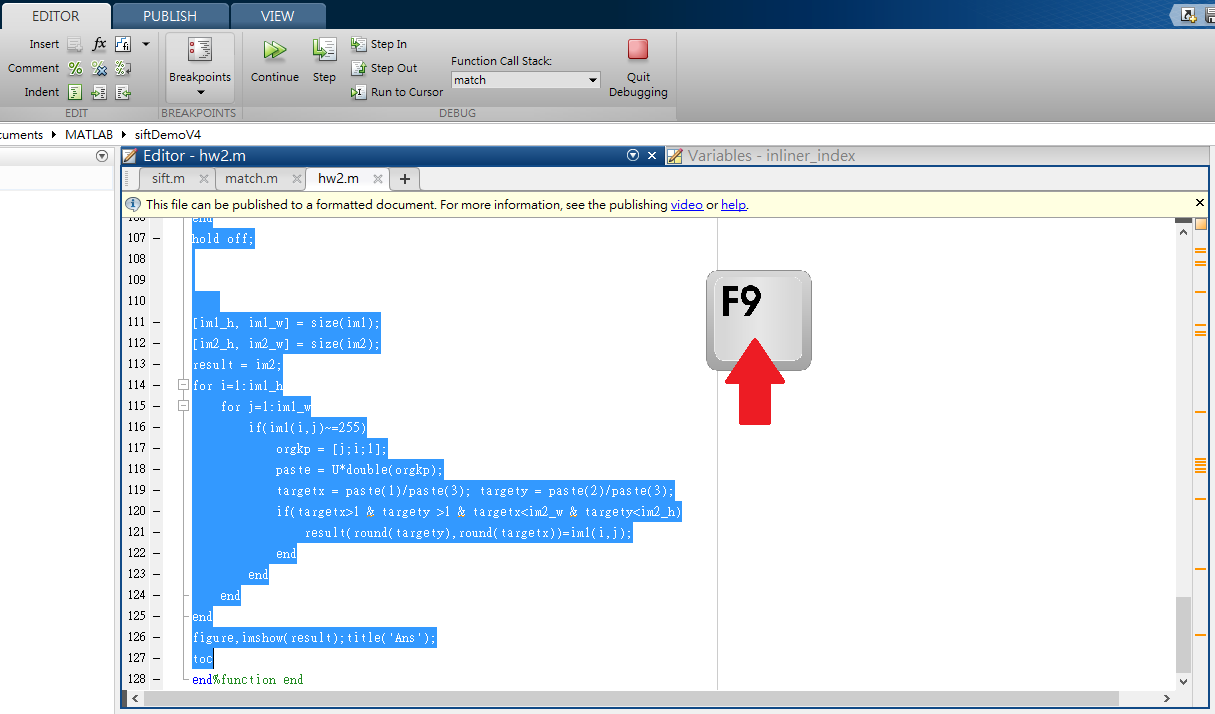 EDITOR PUBLISH VIEW
Insert fx fi
Comment
Indent
EDIT
Breakpoints
BREAKPOINTS
Continue
Step
Step In
Step Out
Run to Cursor
Function Call Stack:
match
DEBUG
Quit
Debugging
cuments MATLAB siftDemoV4
Editor - hw2.m Variables - inliner_index
sift.m match.m hw2.m
This file can be published to a formatted document. For more information, see the publishing video or help.
106 end
107 hold off;
108
109
110
111 [im1_h, im1_w] = size(im1);
112 [im2_h, im2_w] = size(im2);
113 result = im2;
114 for i=1:im1_h
115 for j=1:im1_w
116 if(im1(i,j)~=255)
117 orgkp = [j;i;1];
118 paste = U*double(orgkp);
119 targetx = paste(1)/paste(3); targety = paste(2)/paste(3);
120 if(targetx>1 & targety >1 & targetx<im2_w & targety<im2_h)
121 result(round(targety),round(targetx))=im1(i,j);
122 end
123 end
124 end
125 end
126 figure,imshow(result);title('Ans');
127 toc
128 end%function end
F9